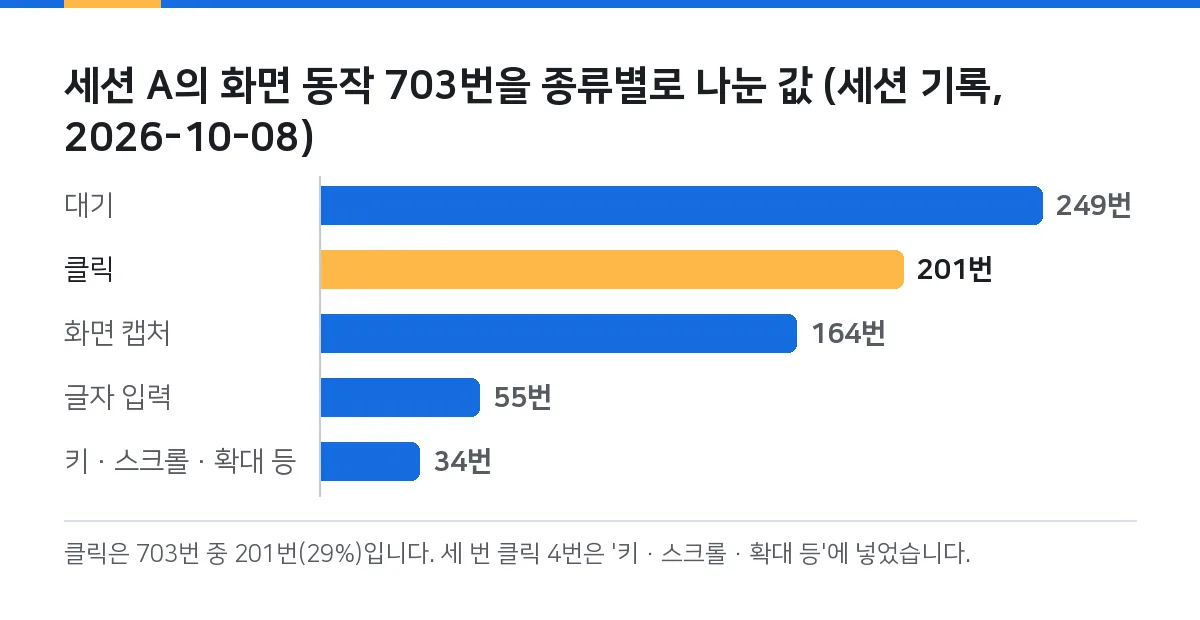 세션 A의 화면 동작 703번을 종류별로 나눈 값 (세션 기록,
2026-10-08)
대기 249번
클릭 201번
화면 캡처 164번
글자 입력 55번
키 · 스크롤 · 확대 등 34번
클릭은 703번 중 201번(29%)입니다. 세 번 클릭 4번은 '키 · 스크롤 · 확대 등'에 넣었습니다.